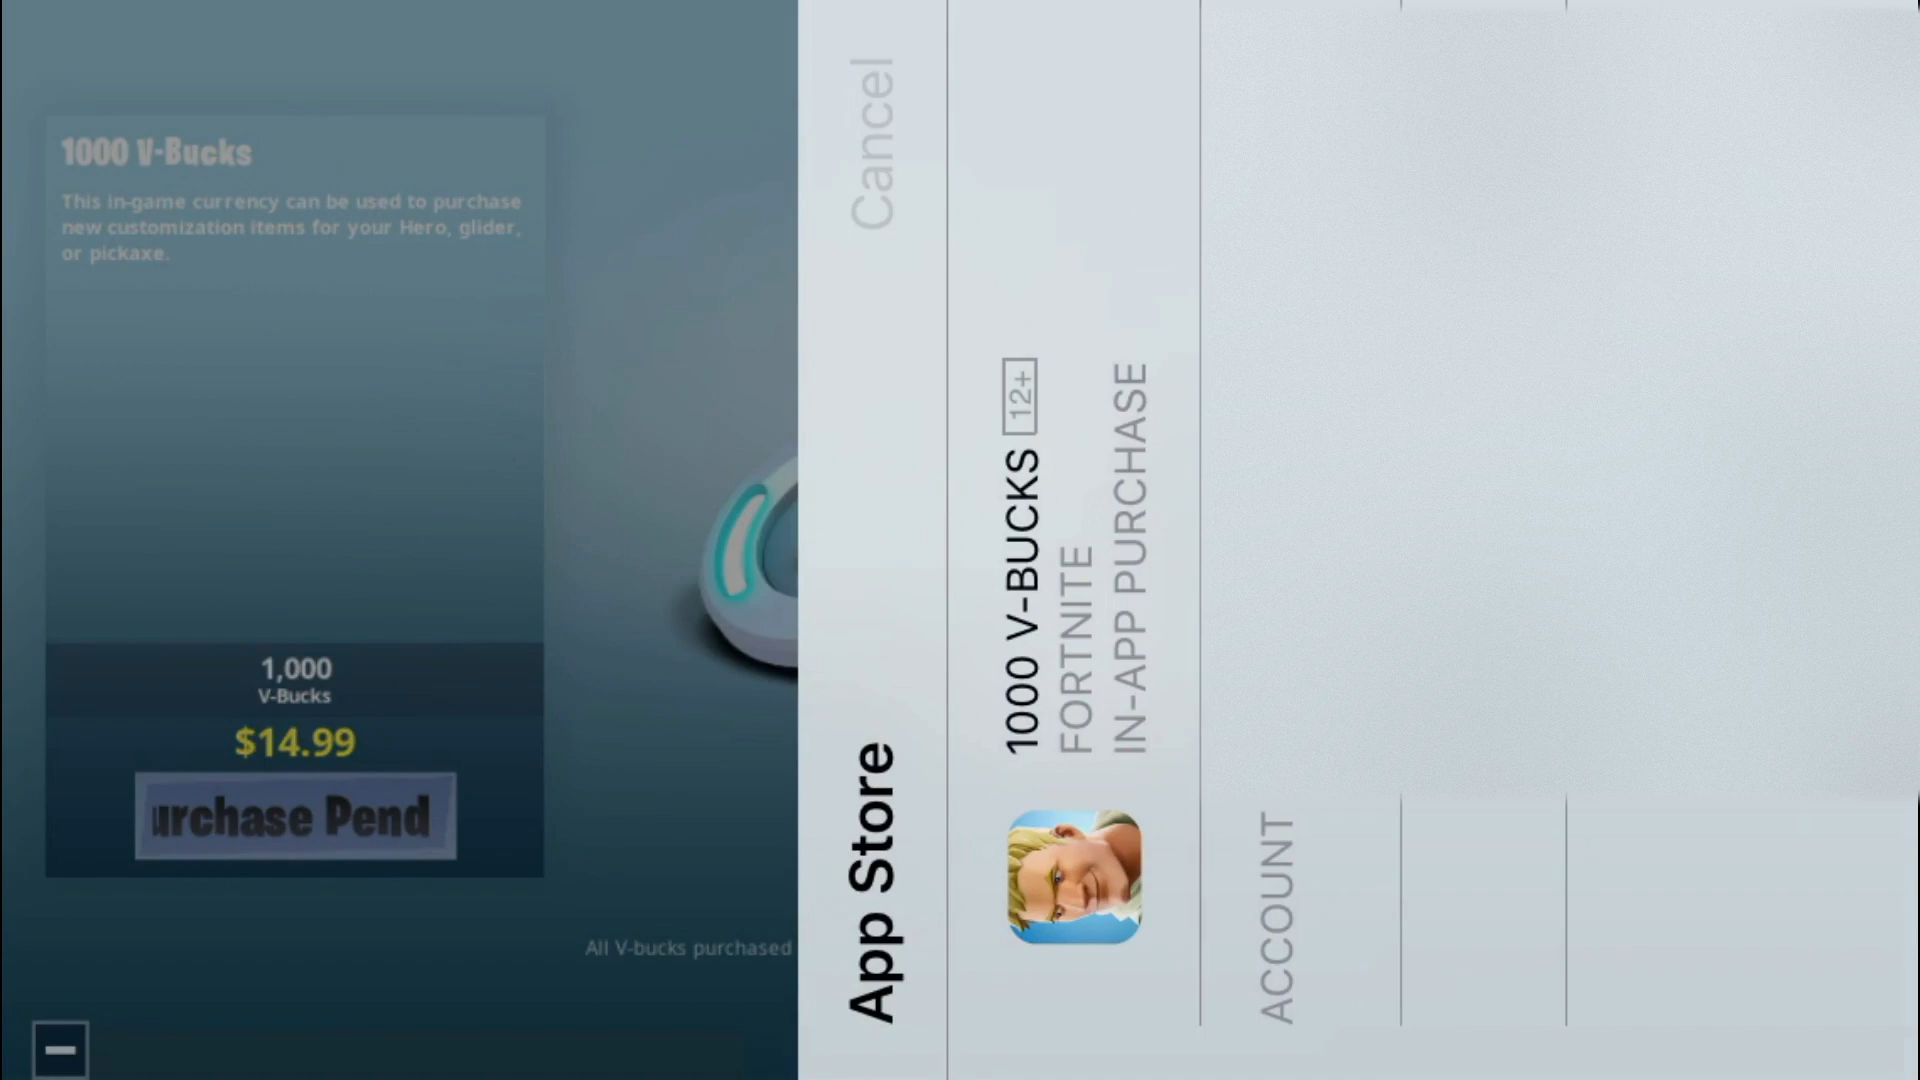 1000 V-Bucks
This in-game currency can be used to purchase
new customization items for your Hero, glider,
or pickaxe.
1,000
V-Bucks
$14.99
urchase Pend
All V-bucks purchased
App Store
Cancel
1000 V-BUCKS 12+
FORTNITE
IN-APP PURCHASE
ACCOUNT